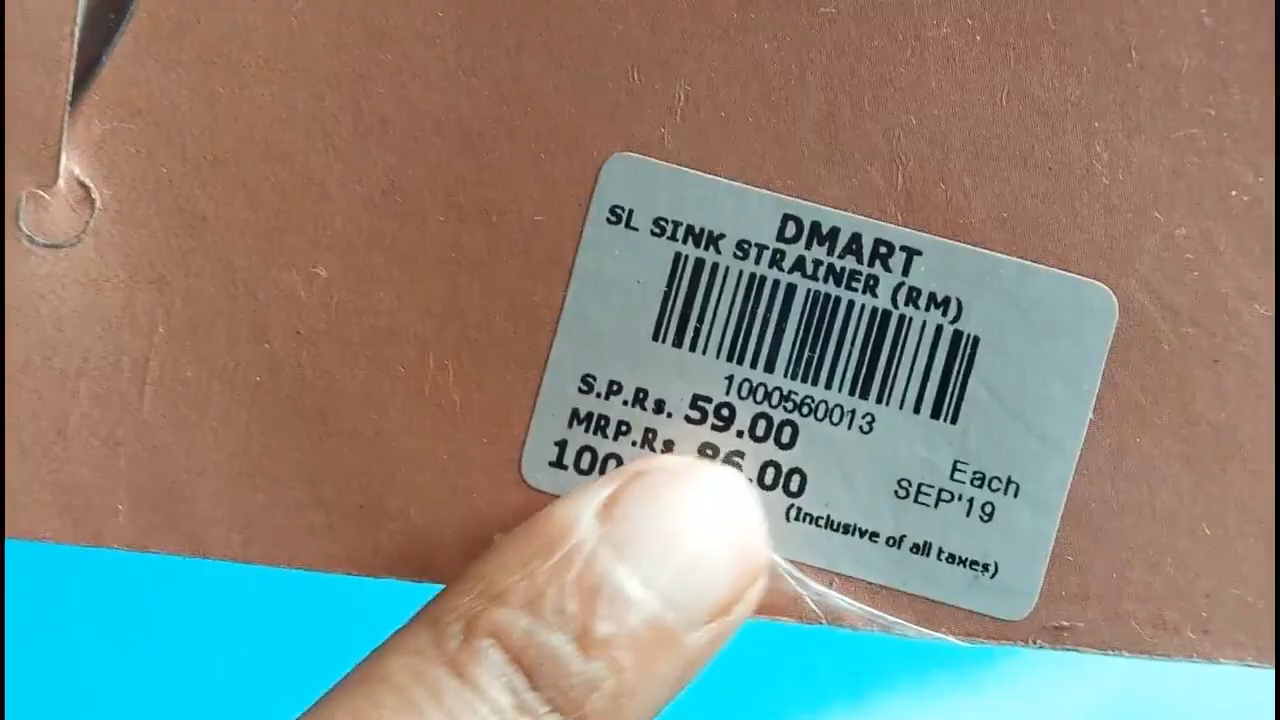 DMART
SL SINK STRAINER (RM)
1000560013
S.P.Rs. 59.00
MRP.Rs 86.00
100
Each
SEP'19
(Inclusive of all taxes)